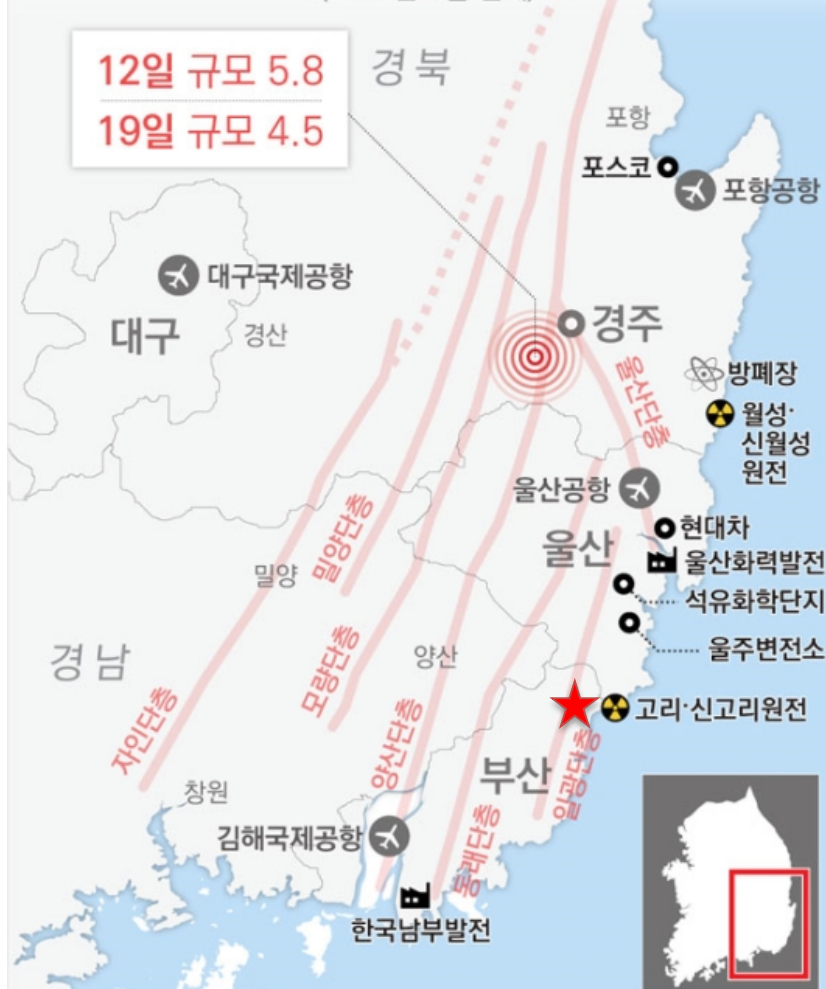 12일 규모 5.8
19일 규모 4.5
경북
포항
포스코
포항공항
대구국제공항
대구
경산
경주
방폐장
울산단층
월성·
신월성
원전
울산공항
현대차
울산
울산화력발전
밀양단층
밀양
석유화학단지
울주변전소
경남
양산
모량단층
자인단층
양산단층
고리·신고리원전
부산
일광단층
창원
김해국제공항
동래단층
한국남부발전